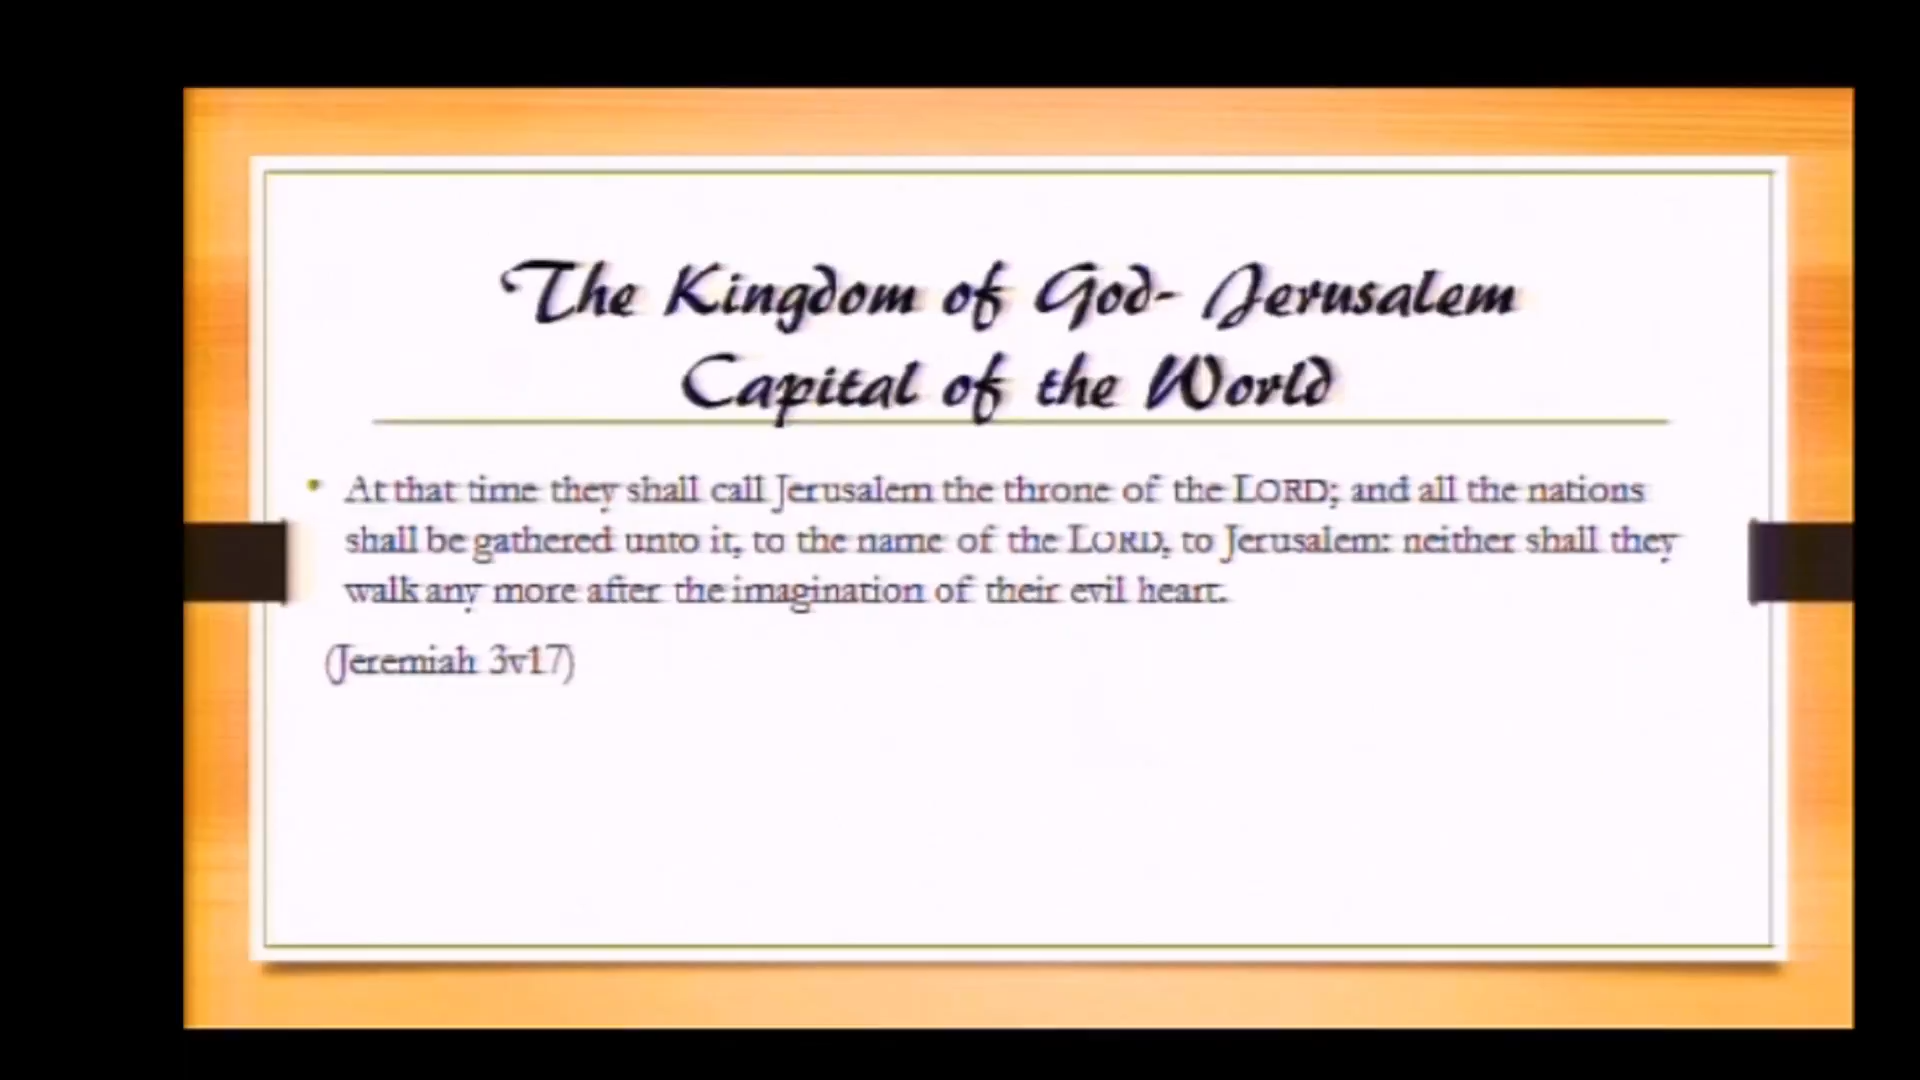 The Kingdom of God- Jerusalem
Capital of the World
• At that time they shall call Jerusalem the throne of the LORD; and all the nations
shall be gathered unto it, to the name of the LORD, to Jerusalem: neither shall they
walk any more after the imagination of their evil heart.
(Jeremiah 3v17)